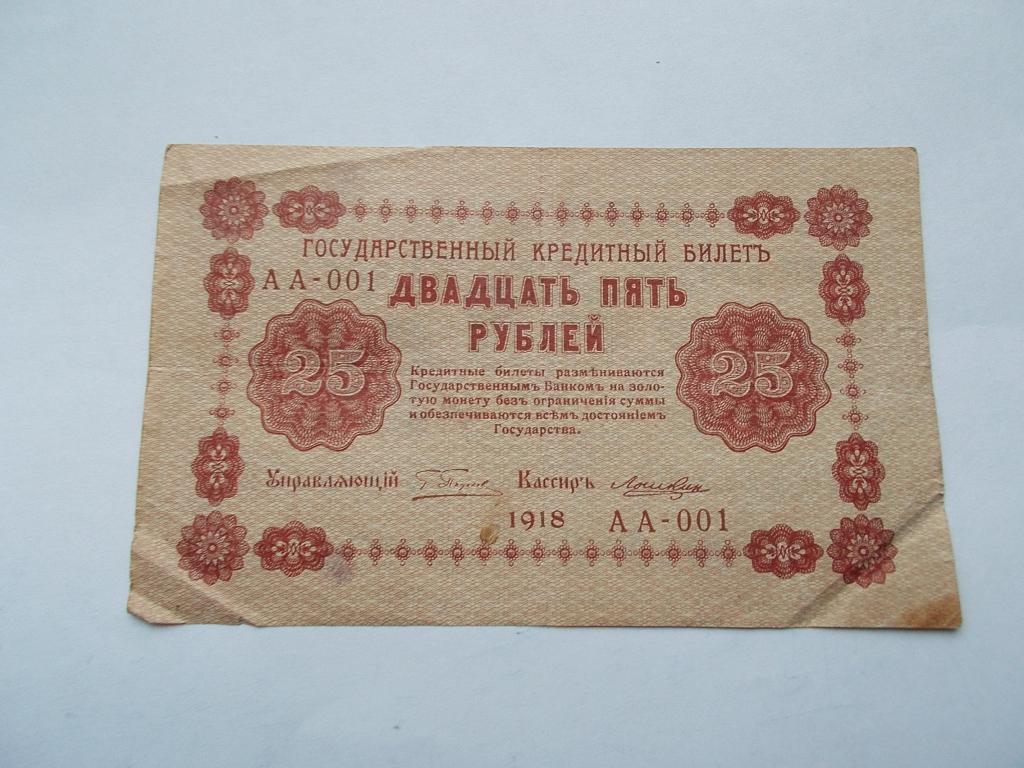 ГОСУДАРСТВЕННЫЙ КРЕДИТНЫЙ БИЛЕТЪ
АА-001 ДВАДЦАТЬ ПЯТЬ
РУБЛЕЙ
25
25
Кредитные билеты размѣниваются
Государственнымъ Банкомъ на золо-
тую монету безъ ограниченія суммы
и обезпечиваются всѣмъ достояніемъ
Государства.
Управляющій Кассиръ
1918 АА-001